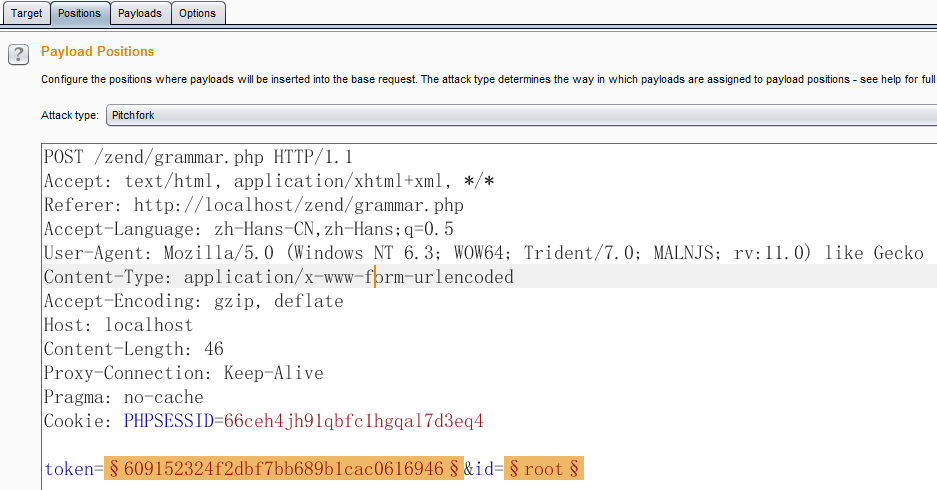 Target Positions Payloads Options
? Payload Positions
Configure the positions where payloads will be inserted into the base request. The attack type determines the way in which payloads are assigned to payload positions - see help for full
Attack type: Pitchfork
POST /zend/grammar.php HTTP/1.1
Accept: text/html, application/xhtml+xml, */*
Referer: http://localhost/zend/grammar.php
Accept-Language: zh-Hans-CN,zh-Hans;q=0.5
User-Agent: Mozilla/5.0 (Windows NT 6.3; WOW64; Trident/7.0; MALNJS; rv:11.0) like Gecko
Content-Type: application/x-www-form-urlencoded
Accept-Encoding: gzip, deflate
Host: localhost
Content-Length: 46
Proxy-Connection: Keep-Alive
Pragma: no-cache
Cookie: PHPSESSID=66ceh4jh91qbfc1hgqal7d3eq4
token=§609152324f2dbf7bb689b1cac0616946§&id=§root§